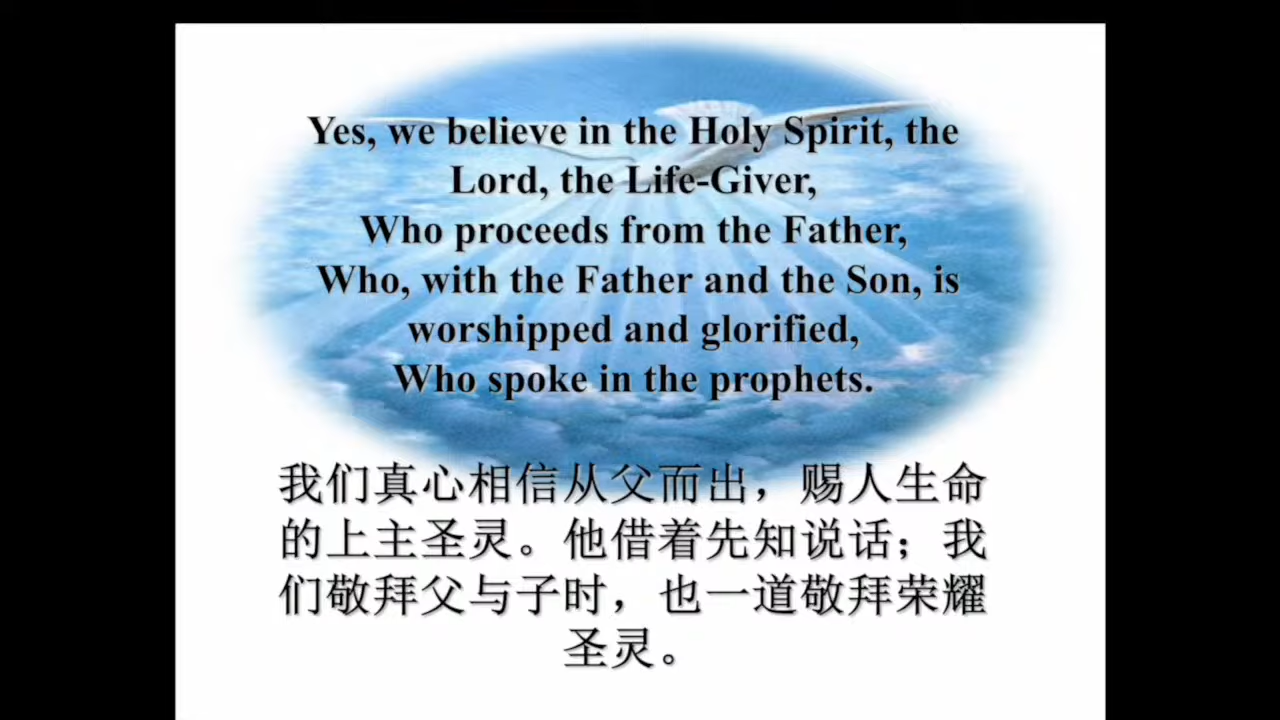 Yes, we believe in the Holy Spirit, the
Lord, the Life-Giver,
Who proceeds from the Father,
Who, with the Father and the Son, is
worshipped and glorified,
Who spoke in the prophets.
我们真心相信从父而出，赐人生命
的上主圣灵。他借着先知说话；我
们敬拜父与子时，也一道敬拜荣耀
圣灵。